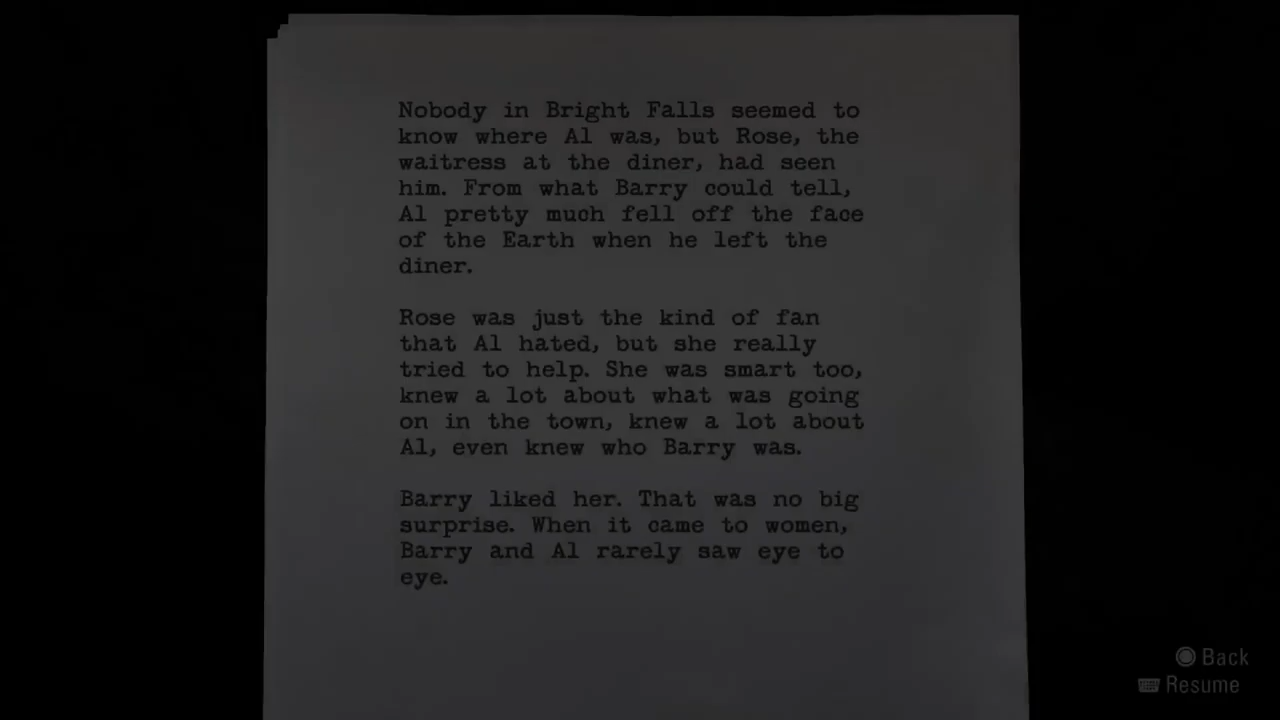 Nobody in Bright Falls seemed to
know where Al was, but Rose, the
waitress at the diner, had seen
him. From what Barry could tell,
Al pretty much fell off the face
of the Earth when he left the
diner.
Rose was just the kind of fan
that Al hated, but she really
tried to help. She was smart too,
knew a lot about what was going
on in the town, knew a lot about
Al, even knew who Barry was.
Barry liked her. That was no big
surprise. When it came to women,
Barry and Al rarely saw eye to
eye.
Back
Resume